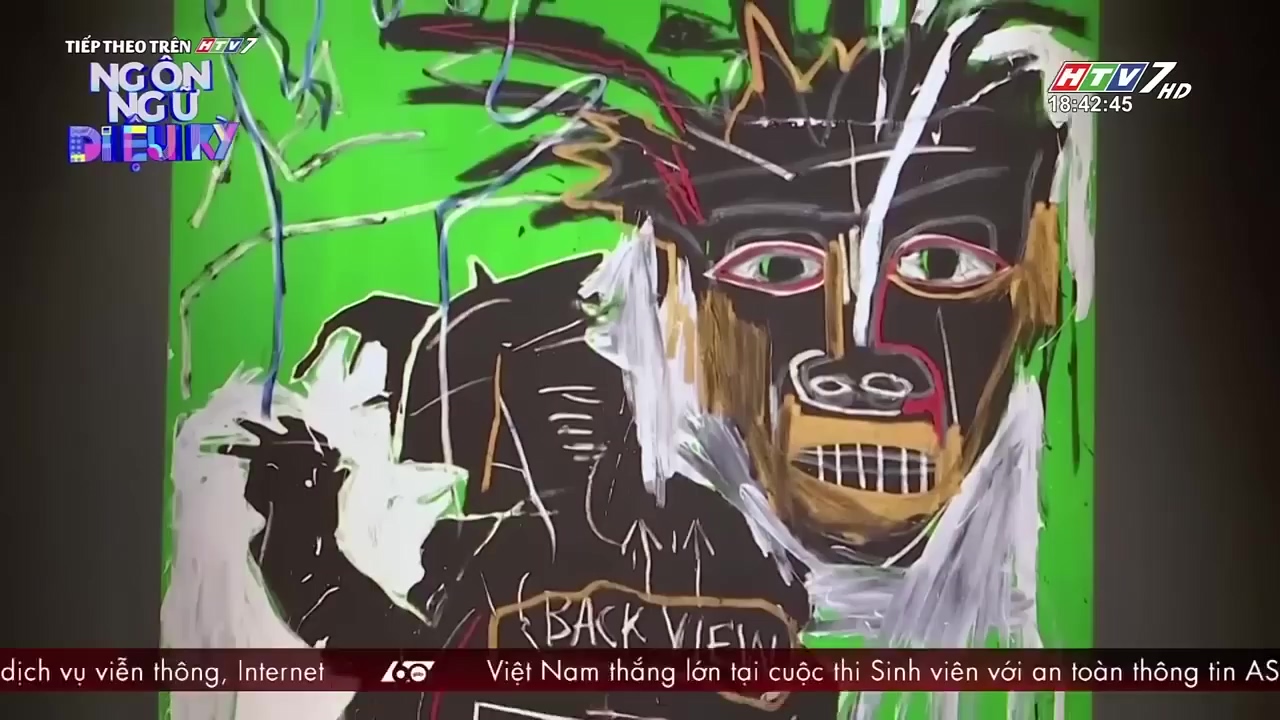 TIẾP THEO TRÊN HTV7
NGÔN
NGỮ
DIỆU KỲ
HTV7 HD
18:42:45
A
BACK VIEW
dịch vụ viễn thông, Internet
60
Việt Nam thắng lớn tại cuộc thi Sinh viên với an toàn thông tin AS